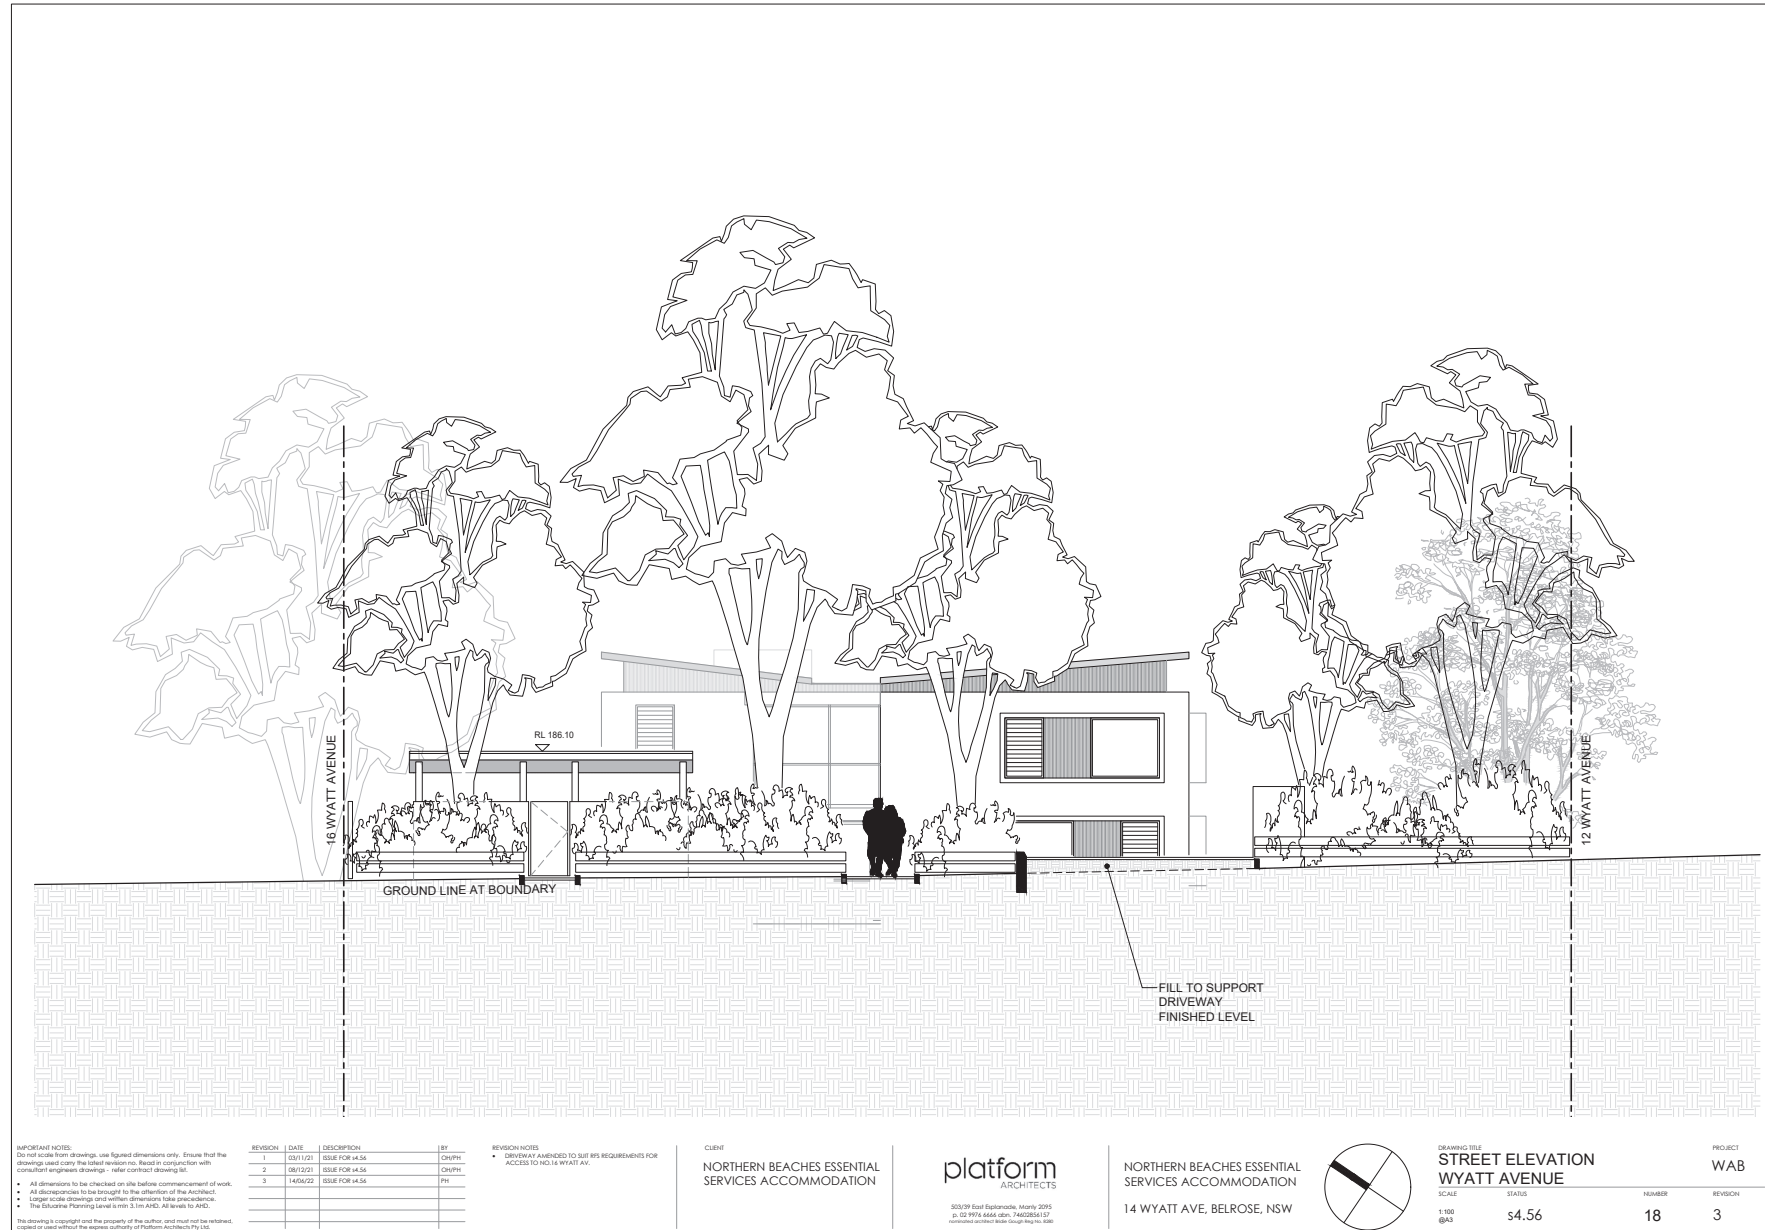 RL 186.10
16 WYATT AVENUE
12 WYATT AVENUE
GROUND LINE AT BOUNDARY
FILL TO SUPPORT
DRIVEWAY
FINISHED LEVEL
IMPORTANT NOTES:
Do not scale from drawings, use figured dimensions only. Ensure that the
drawings used carry the latest revision no. Read in conjunction with
consultant engineers drawings - refer contract drawing list.
• All dimensions to be checked on site before commencement of work.
• All discrepancies to be brought to the attention of the Architect.
• Larger scale drawings and written dimensions take precedence.
• The Estuarine Planning Level is min 3.1m AHD. All levels to AHD.
This drawing is copyright and the property of the author, and must not be retained,
copied or used without the express authority of Platform Architects Pty Ltd.
REVISION DATE DESCRIPTION BY
1 03/11/21 ISSUE FOR s4.56 OH/PH
2 08/12/21 ISSUE FOR s4.56 OH/PH
3 14/06/22 ISSUE FOR s4.56 PH
REVISION NOTES
• DRIVEWAY AMENDED TO SUIT RFS REQUIREMENTS FOR
ACCESS TO NO.16 WYATT AV.
CLIENT
NORTHERN BEACHES ESSENTIAL
SERVICES ACCOMMODATION
platform
ARCHITECTS
503/39 East Esplanade, Manly 2095
p. 02 9976 6666 abn. 74602856157
nominated architect Bridie Gough Reg No. 8280
NORTHERN BEACHES ESSENTIAL
SERVICES ACCOMMODATION
14 WYATT AVE, BELROSE, NSW
DRAWING TITLE
STREET ELEVATION
WYATT AVENUE
PROJECT
WAB
SCALE STATUS NUMBER REVISION
1:100
@A3
s4.56 18 3